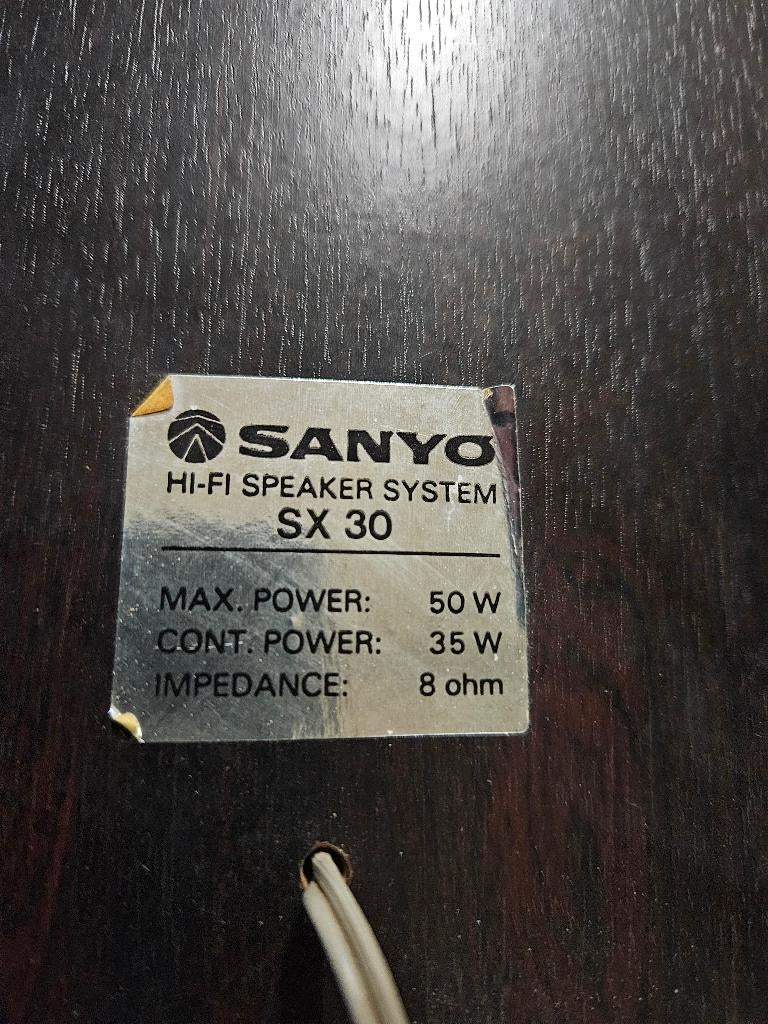 SANYO
HI-FI SPEAKER SYSTEM
SX 30
MAX. POWER: 50 W
CONT. POWER: 35 W
IMPEDANCE: 8 ohm